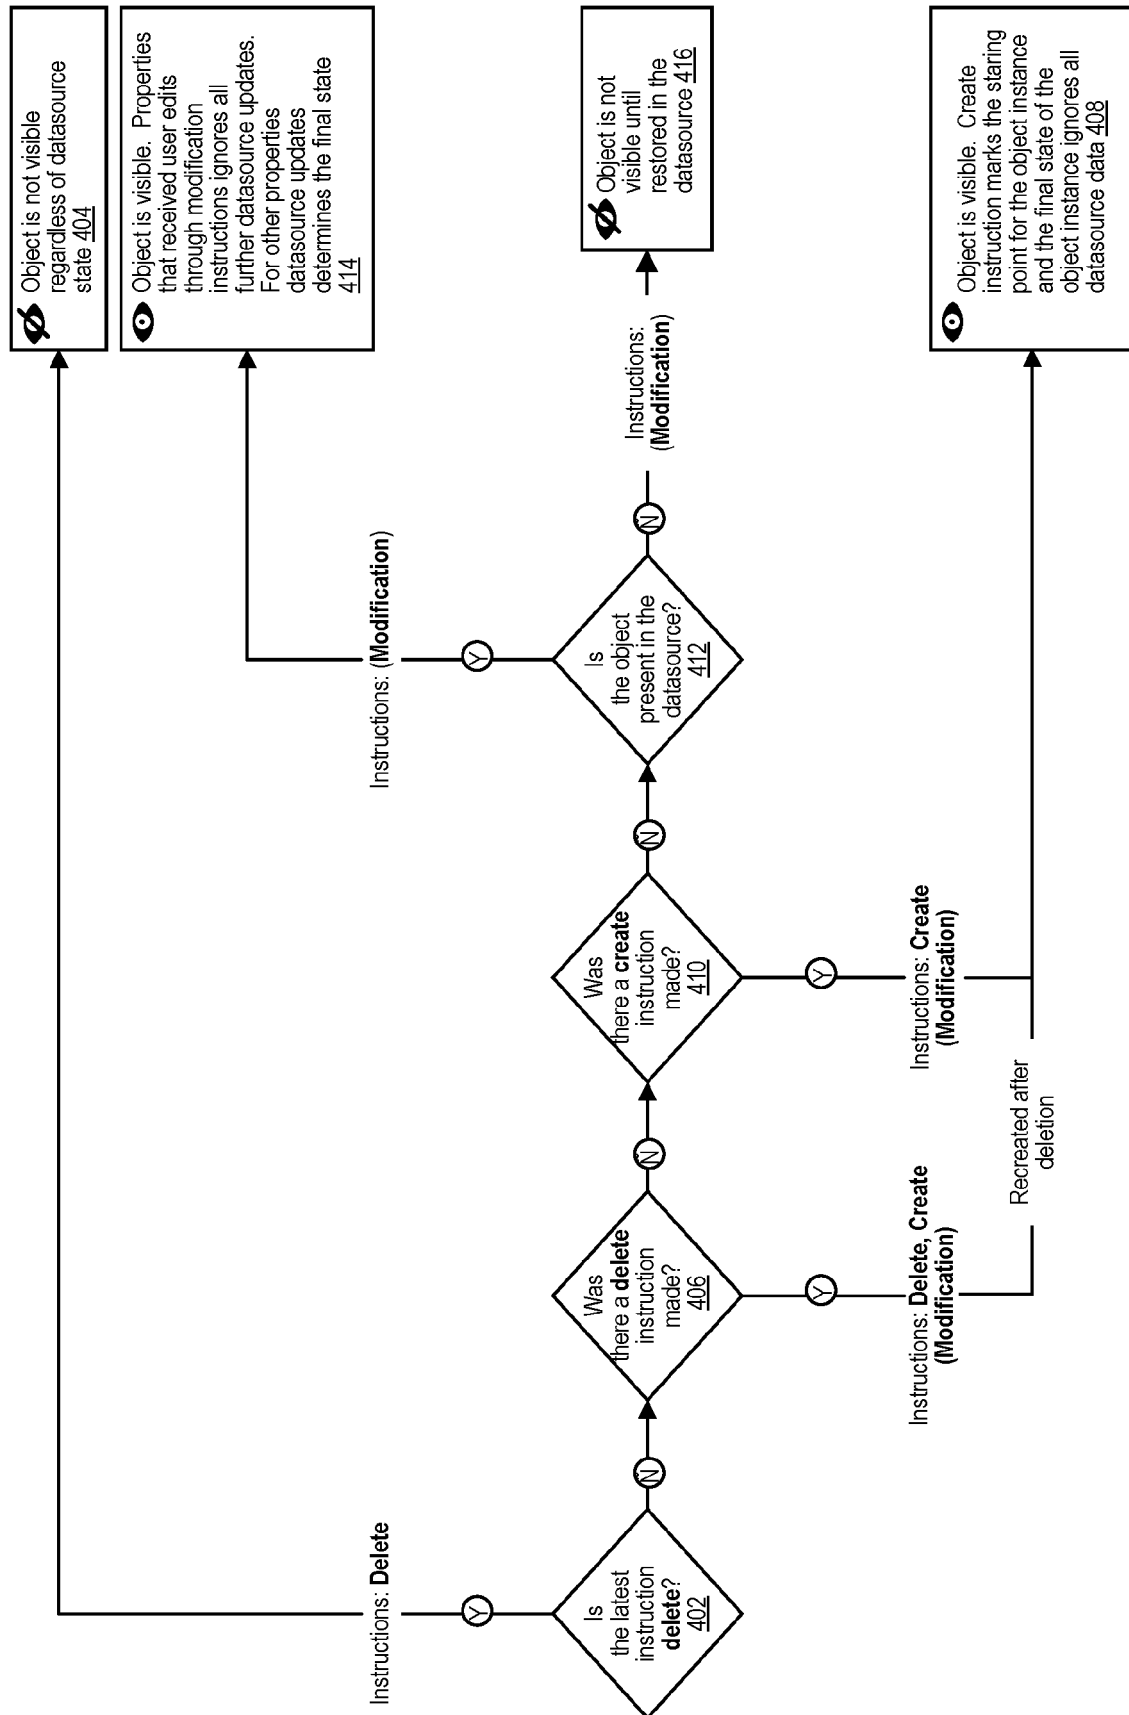 Is
the latest
instruction
delete?
402
Y
Instructions: Delete
Object is not visible
regardless of datasource
state 404
N
Was
there a delete
instruction
made?
406
Y
Instructions: Delete, Create
(Modification)
Recreated after
deletion
N
Was
there a create
instruction
made?
410
Y
Instructions: Create
(Modification)
Object is visible. Create
instruction marks the staring
point for the object instance
and the final state of the
object instance ignores all
datasource data 408
N
Is
the object
present in the
datasource?
412
Y
Instructions: (Modification)
Object is visible. Properties
that received user edits
through modification
instructions ignores all
further datasource updates.
For other properties
datasource updates
determines the final state
414
N
Instructions:
(Modification)
Object is not
visible until
restored in the
datasource 416